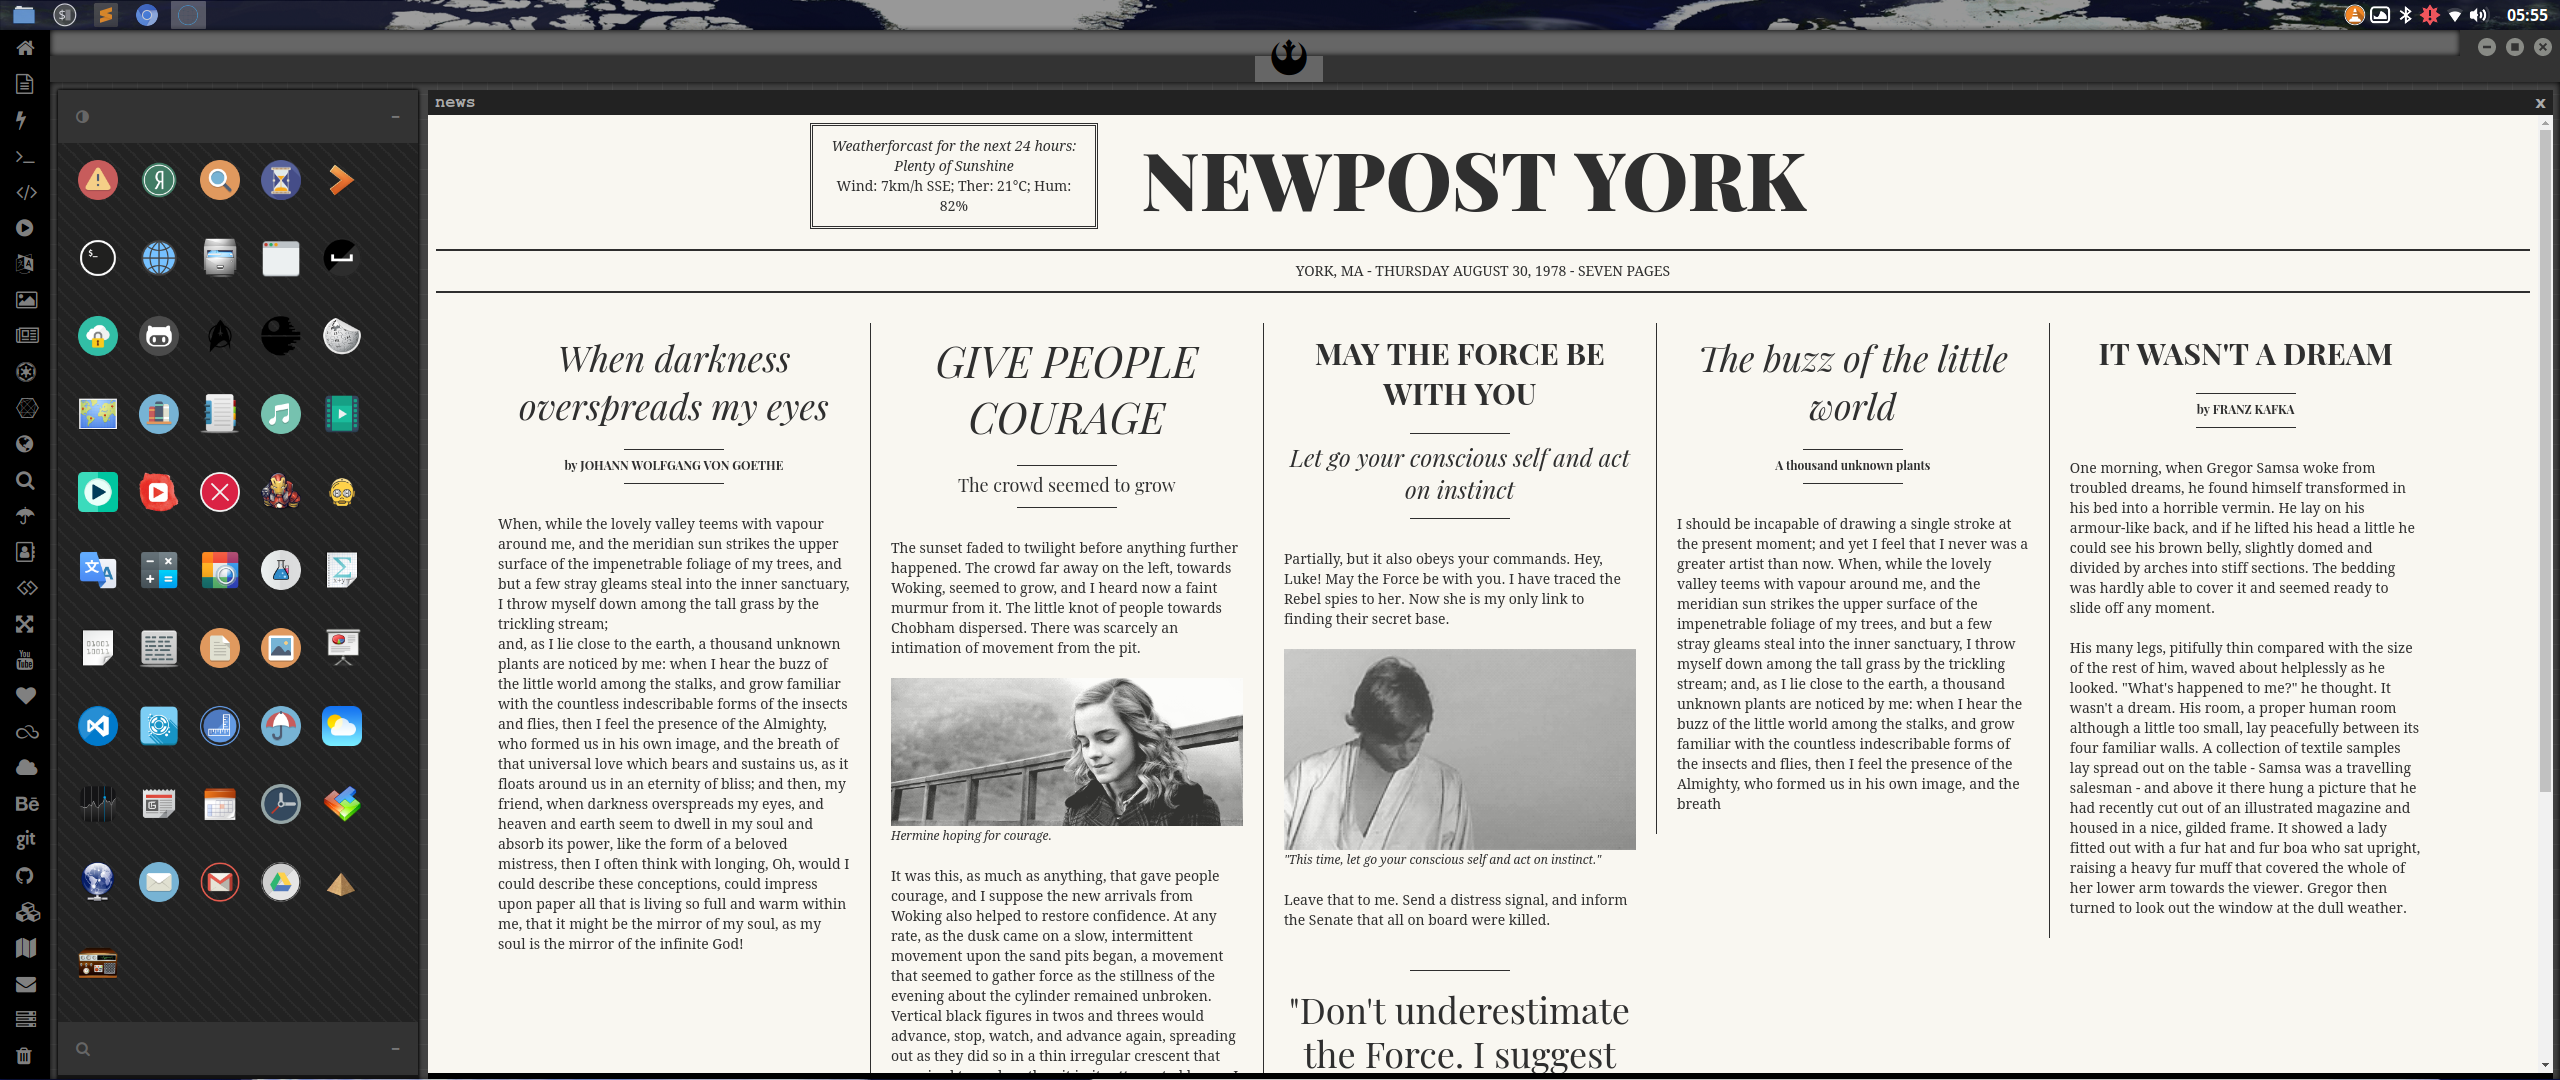 05:55
news
x
Weatherforcast for the next 24 hours:
Plenty of Sunshine
Wind: 7km/h SSE; Ther: 21°C; Hum:
82%
NEWPOST YORK
YORK, MA - THURSDAY AUGUST 30, 1978 - SEVEN PAGES
When darkness
overspreads my eyes
by JOHANN WOLFGANG VON GOETHE
When, while the lovely valley teems with vapour
around me, and the meridian sun strikes the upper
surface of the impenetrable foliage of my trees, and
but a few stray gleams steal into the inner sanctuary,
I throw myself down among the tall grass by the
trickling stream;
and, as I lie close to the earth, a thousand unknown
plants are noticed by me: when I hear the buzz of
the little world among the stalks, and grow familiar
with the countless indescribable forms of the insects
and flies, then I feel the presence of the Almighty,
who formed us in his own image, and the breath of
that universal love which bears and sustains us, as it
floats around us in an eternity of bliss; and then, my
friend, when darkness overspreads my eyes, and
heaven and earth seem to dwell in my soul and
absorb its power, like the form of a beloved
mistress, then I often think with longing, Oh, would I
could describe these conceptions, could impress
upon paper all that is living so full and warm within
me, that it might be the mirror of my soul, as my
soul is the mirror of the infinite God!
GIVE PEOPLE
COURAGE
The crowd seemed to grow
The sunset faded to twilight before anything further
happened. The crowd far away on the left, towards
Woking, seemed to grow, and I heard now a faint
murmur from it. The little knot of people towards
Chobham dispersed. There was scarcely an
intimation of movement from the pit.
Hermine hoping for courage.
It was this, as much as anything, that gave people
courage, and I suppose the new arrivals from
Woking also helped to restore confidence. At any
rate, as the dusk came on a slow, intermittent
movement upon the sand pits began, a movement
that seemed to gather force as the stillness of the
evening about the cylinder remained unbroken.
Vertical black figures in twos and threes would
advance, stop, watch, and advance again, spreading
out as they did so in a thin irregular crescent that
MAY THE FORCE BE
WITH YOU
Let go your conscious self and act
on instinct
Partially, but it also obeys your commands. Hey,
Luke! May the Force be with you. I have traced the
Rebel spies to her. Now she is my only link to
finding their secret base.
"This time, let go your conscious self and act on instinct."
Leave that to me. Send a distress signal, and inform
the Senate that all on board were killed.
"Don't underestimate
the Force. I suggest
The buzz of the little
world
A thousand unknown plants
I should be incapable of drawing a single stroke at
the present moment; and yet I feel that I never was a
greater artist than now. When, while the lovely
valley teems with vapour around me, and the
meridian sun strikes the upper surface of the
impenetrable foliage of my trees, and but a few
stray gleams steal into the inner sanctuary, I throw
myself down among the tall grass by the trickling
stream; and, as I lie close to the earth, a thousand
unknown plants are noticed by me: when I hear the
buzz of the little world among the stalks, and grow
familiar with the countless indescribable forms of
the insects and flies, then I feel the presence of the
Almighty, who formed us in his own image, and the
breath
IT WASN'T A DREAM
by FRANZ KAFKA
One morning, when Gregor Samsa woke from
troubled dreams, he found himself transformed in
his bed into a horrible vermin. He lay on his
armour-like back, and if he lifted his head a little he
could see his brown belly, slightly domed and
divided by arches into stiff sections. The bedding
was hardly able to cover it and seemed ready to
slide off any moment.
His many legs, pitifully thin compared with the size
of the rest of him, waved about helplessly as he
looked. "What's happened to me?" he thought. It
wasn't a dream. His room, a proper human room
although a little too small, lay peacefully between its
four familiar walls. A collection of textile samples
lay spread out on the table - Samsa was a travelling
salesman - and above it there hung a picture that he
had recently cut out of an illustrated magazine and
housed in a nice, gilded frame. It showed a lady
fitted out with a fur hat and fur boa who sat upright,
raising a heavy fur muff that covered the whole of
her lower arm towards the viewer. Gregor then
turned to look out the window at the dull weather.
You
Tube
Bē
git